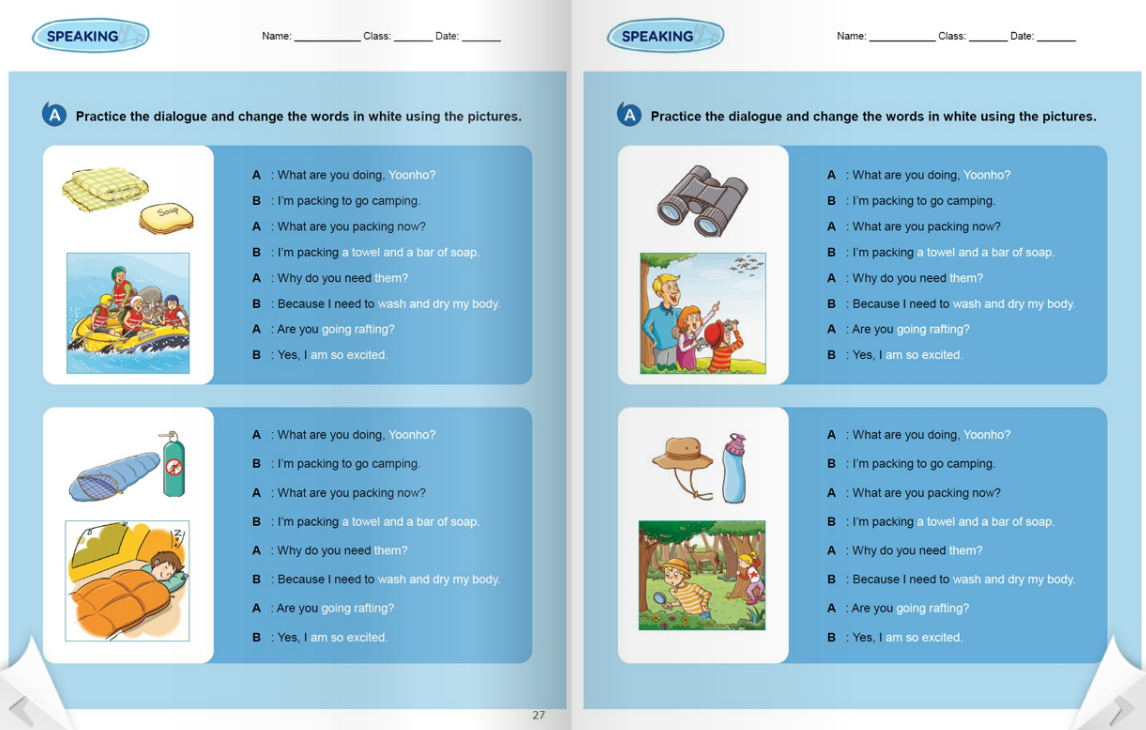 SPEAKING
Name: __________ Class: ______ Date: ______
A Practice the dialogue and change the words in white using the pictures.
Soap
A : What are you doing, Yoonho?
B : I'm packing to go camping.
A : What are you packing now?
B : I'm packing a towel and a bar of soap.
A : Why do you need them?
B : Because I need to wash and dry my body.
A : Are you going rafting?
B : Yes, I am so excited.
Z z z
A : What are you doing, Yoonho?
B : I'm packing to go camping.
A : What are you packing now?
B : I'm packing a towel and a bar of soap.
A : Why do you need them?
B : Because I need to wash and dry my body.
A : Are you going rafting?
B : Yes, I am so excited.
27
SPEAKING
Name: __________ Class: ______ Date: ______
A Practice the dialogue and change the words in white using the pictures.
A : What are you doing, Yoonho?
B : I'm packing to go camping.
A : What are you packing now?
B : I'm packing a towel and a bar of soap.
A : Why do you need them?
B : Because I need to wash and dry my body.
A : Are you going rafting?
B : Yes, I am so excited.
A : What are you doing, Yoonho?
B : I'm packing to go camping.
A : What are you packing now?
B : I'm packing a towel and a bar of soap.
A : Why do you need them?
B : Because I need to wash and dry my body.
A : Are you going rafting?
B : Yes, I am so excited.